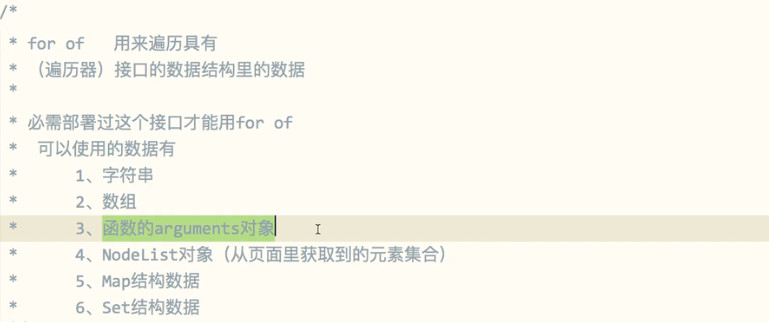 /*
* for of 用来遍历具有
* （遍历器）接口的数据结构里的数据
*
* 必需部署过这个接口才能用for of
* 可以使用的数据有
* 1、字符串
* 2、数组
* 3、函数的arguments对象
* 4、NodeList对象（从页面里获取到的元素集合）
* 5、Map结构数据
* 6、Set结构数据